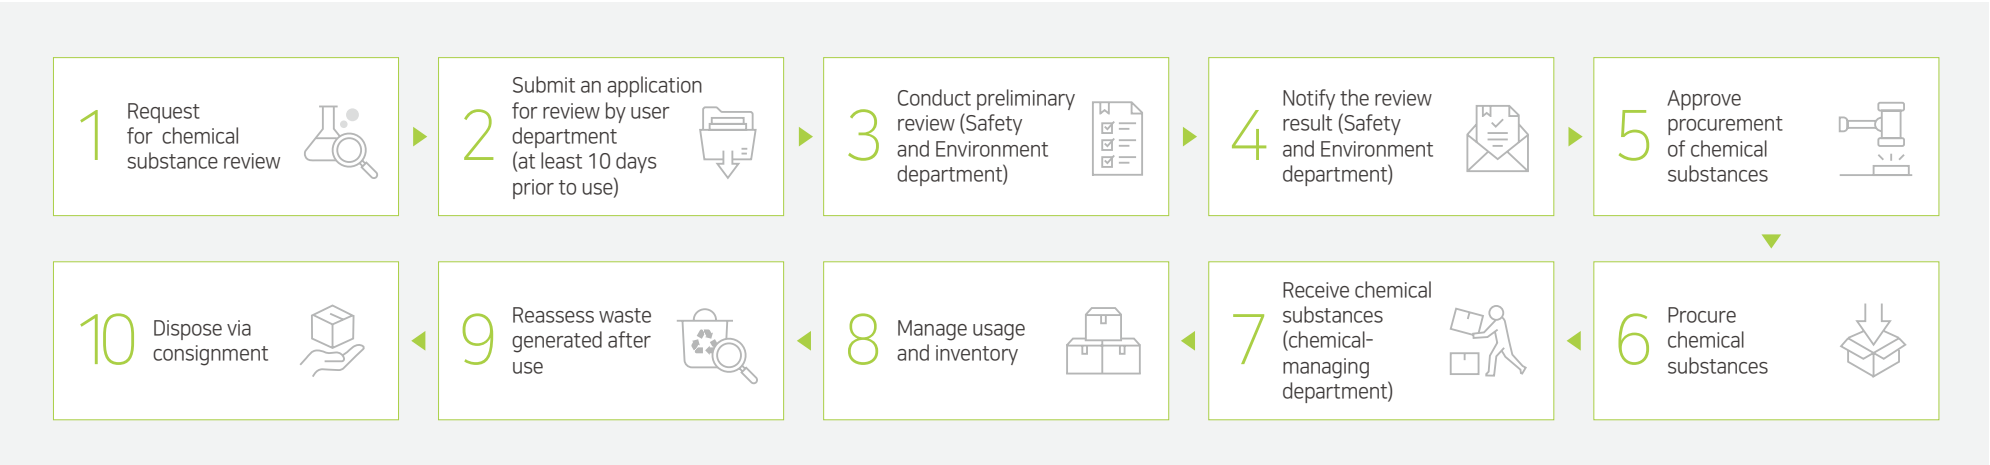 1
Request
for chemical
substance review
2
Submit an application
for review by user
department
(at least 10 days
prior to use)
3
Conduct preliminary
review (Safety
and Environment
department)
4
Notify the review
result (Safety
and Environment
department)
5
Approve
procurement
of chemical
substances
6
Procure
chemical
substances
7
Receive chemical
substances
(chemical-
managing
department)
8
Manage usage
and inventory
9
Reassess waste
generated after
use
10
Dispose via
consignment